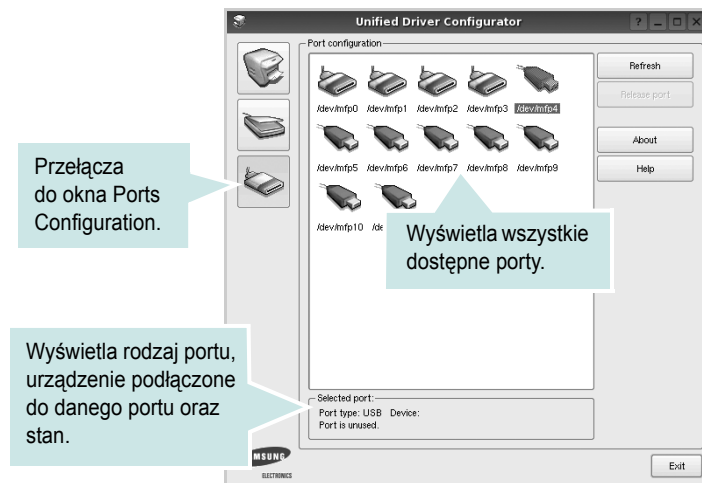 Unified Driver Configurator
Port configuration
/dev/mfp0 /dev/mfp1 /dev/mfp2 /dev/mfp3 /dev/mfp4
/dev/mfp5 /dev/mfp6 /dev/mfp7 /dev/mfp8 /dev/mfp9
/dev/mfp10
Refresh
Release port
About
Help
Przełącza
do okna Ports
Configuration.
Wyświetla wszystkie
dostępne porty.
Wyświetla rodzaj portu,
urządzenie podłączone
do danego portu oraz
stan.
Selected port:
Port type: USB Device:
Port is unused.
ELECTRONICS
Exit